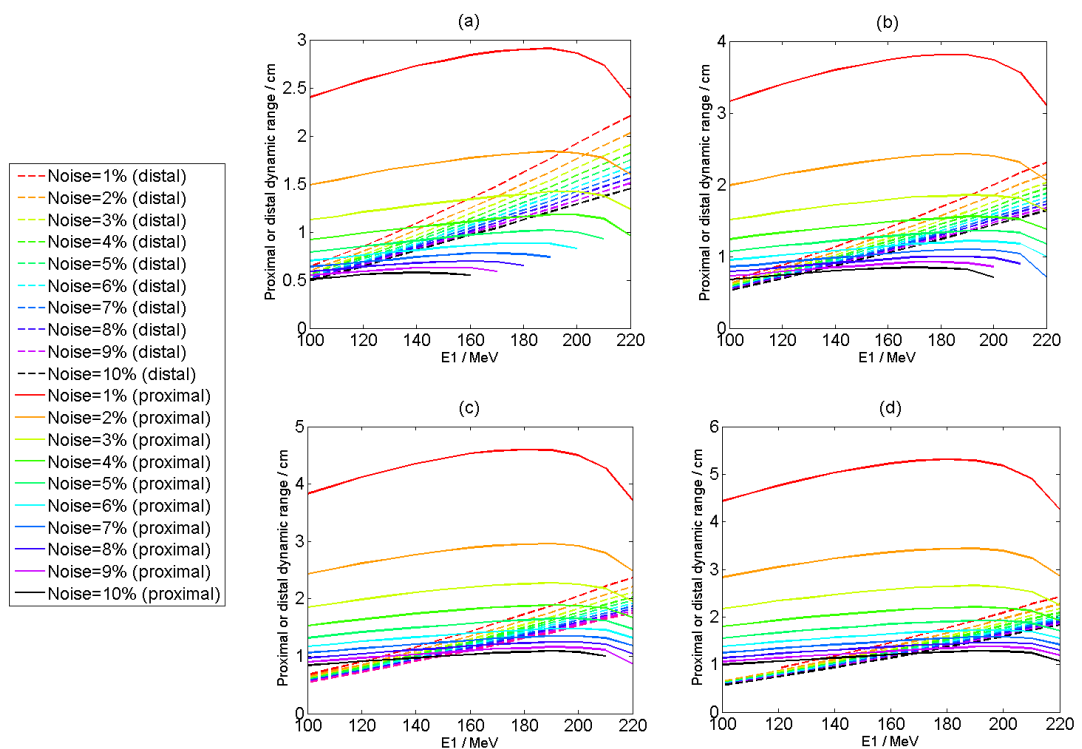 Noise=1% (distal)
Noise=2% (distal)
Noise=3% (distal)
Noise=4% (distal)
Noise=5% (distal)
Noise=6% (distal)
Noise=7% (distal)
Noise=8% (distal)
Noise=9% (distal)
Noise=10% (distal)
Noise=1% (proximal)
Noise=2% (proximal)
Noise=3% (proximal)
Noise=4% (proximal)
Noise=5% (proximal)
Noise=6% (proximal)
Noise=7% (proximal)
Noise=8% (proximal)
Noise=9% (proximal)
Noise=10% (proximal)
(a)
Proximal or distal dynamic range / cm
3
2.5
2
1.5
1
0.5
0
100 120 140 160 180 200 220
E1 / MeV
(b)
Proximal or distal dynamic range / cm
4
3
2
1
0
100 120 140 160 180 200 220
E1 / MeV
(c)
Proximal or distal dynamic range / cm
5
4
3
2
1
0
100 120 140 160 180 200 220
E1 / MeV
(d)
Proximal or distal dynamic range / cm
6
5
4
3
2
1
0
100 120 140 160 180 200 220
E1 / MeV